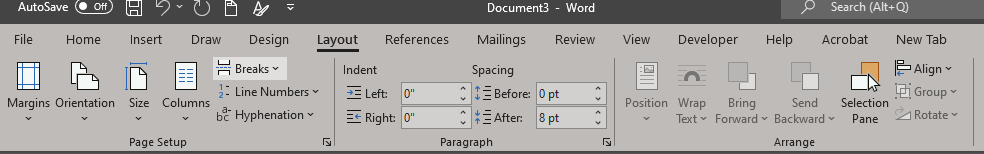 AutoSave Off Document3 - Word Search (Alt+Q)
File Home Insert Draw Design Layout References Mailings Review View Developer Help Acrobat New Tab
Margins Orientation Size Columns
Breaks
Line Numbers
Hyphenation
Page Setup
Indent Spacing
Left: 0" Before: 0 pt
Right: 0" After: 8 pt
Paragraph
Position Wrap Text Bring Forward Send Backward Selection Pane
Align
Group
Rotate
Arrange